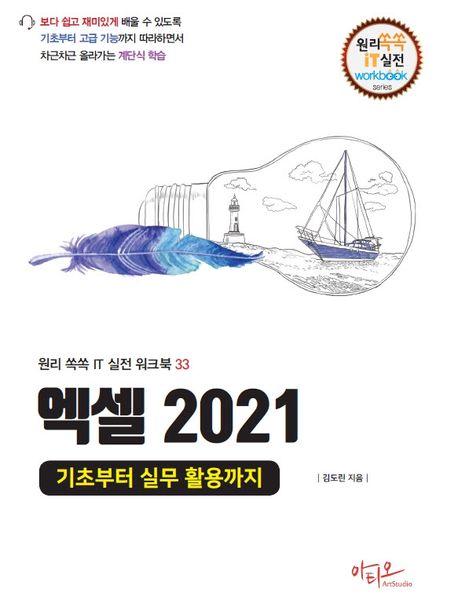 보다 쉽고 재미있게 배울 수 있도록
기초부터 고급 기능까지 따라하면서
차근차근 올라가는 계단식 학습
원리쏙쏙
iT실전
workbook
series
원리 쏙쏙 IT 실전 워크북 33
엑셀 2021
기초부터 실무 활용까지
| 김도린 지음 |
아티오
ArtStudio